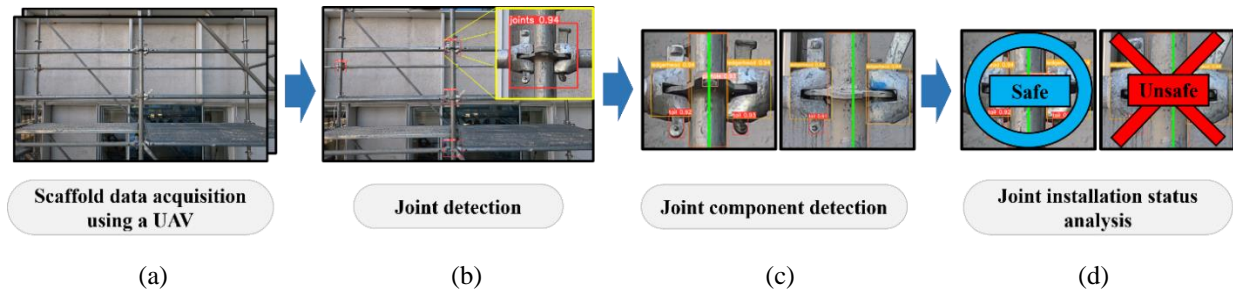 joints 0.94
Safe
Unsafe
Scaffold data acquisition
using a UAV
Joint detection
Joint component detection
Joint installation status
analysis
(a)
(b)
(c)
(d)